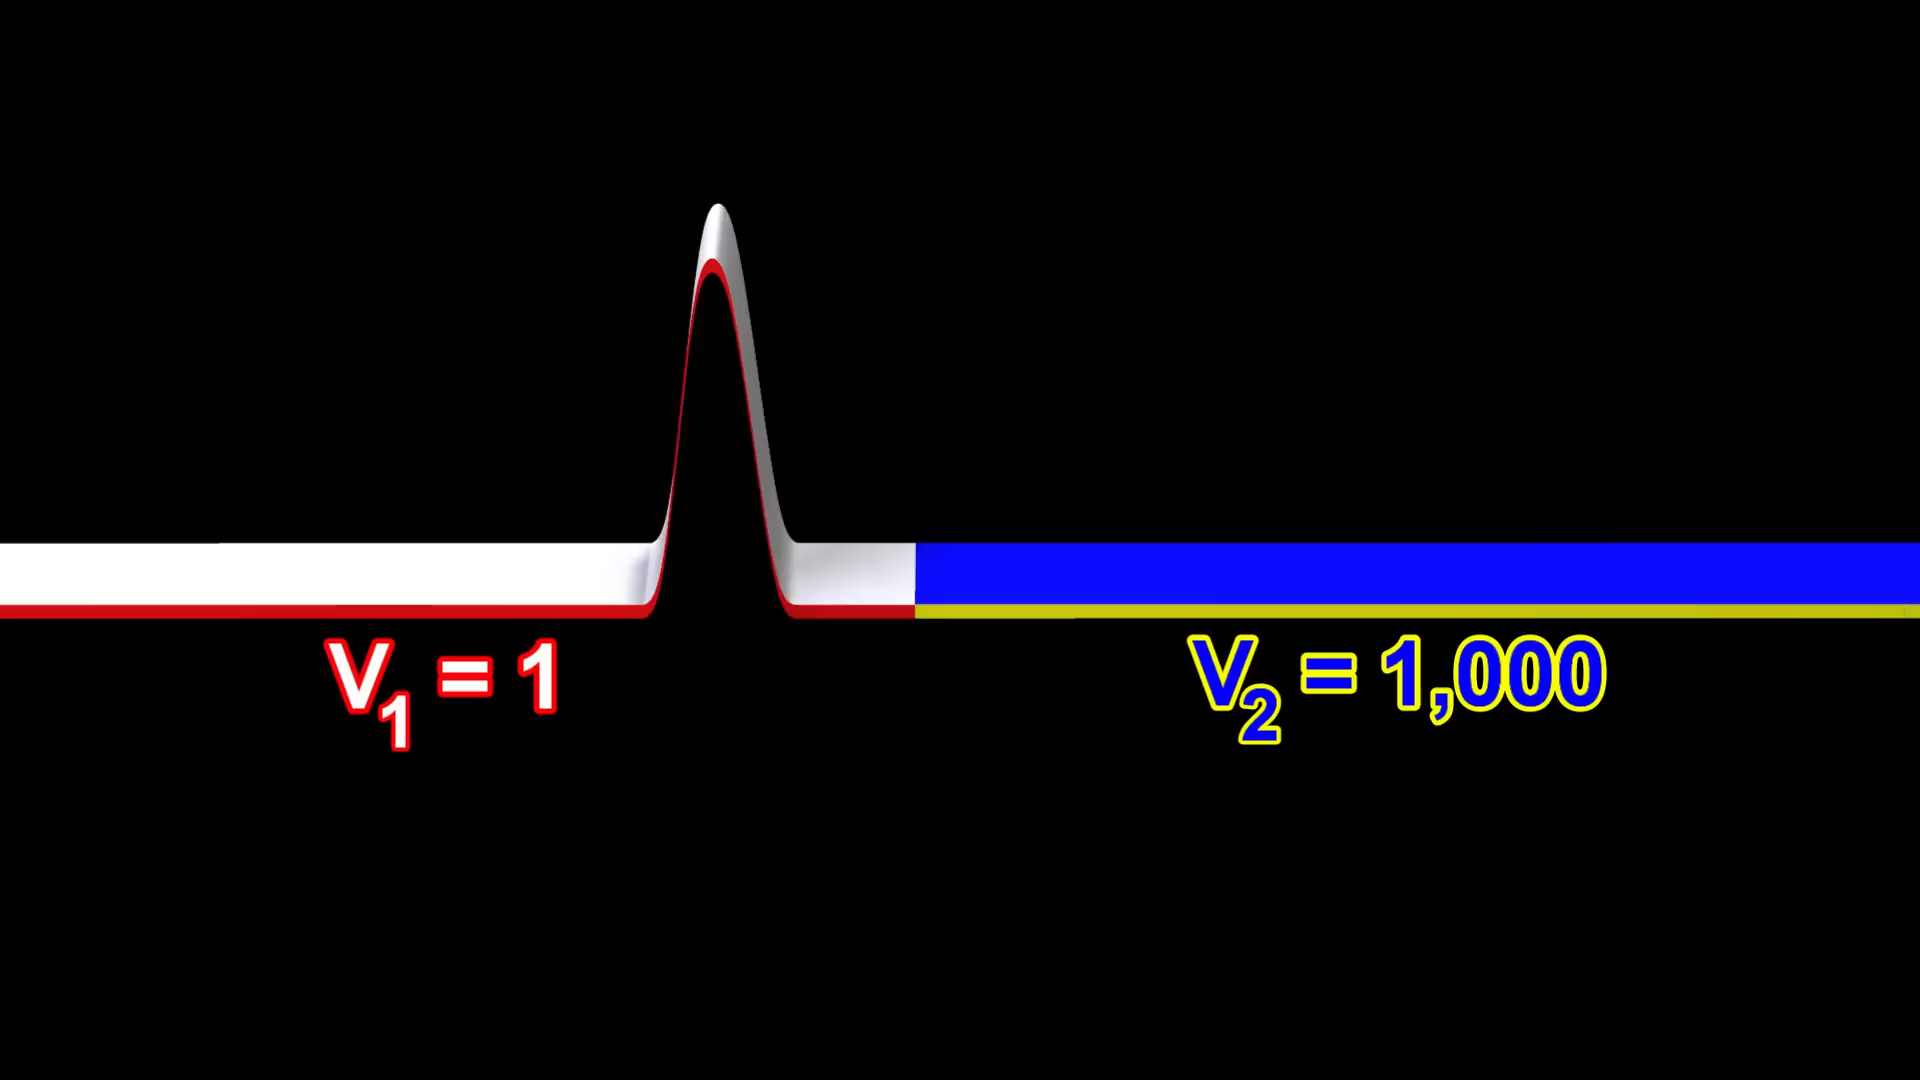 V₁ = 1
V₂ = 1,000